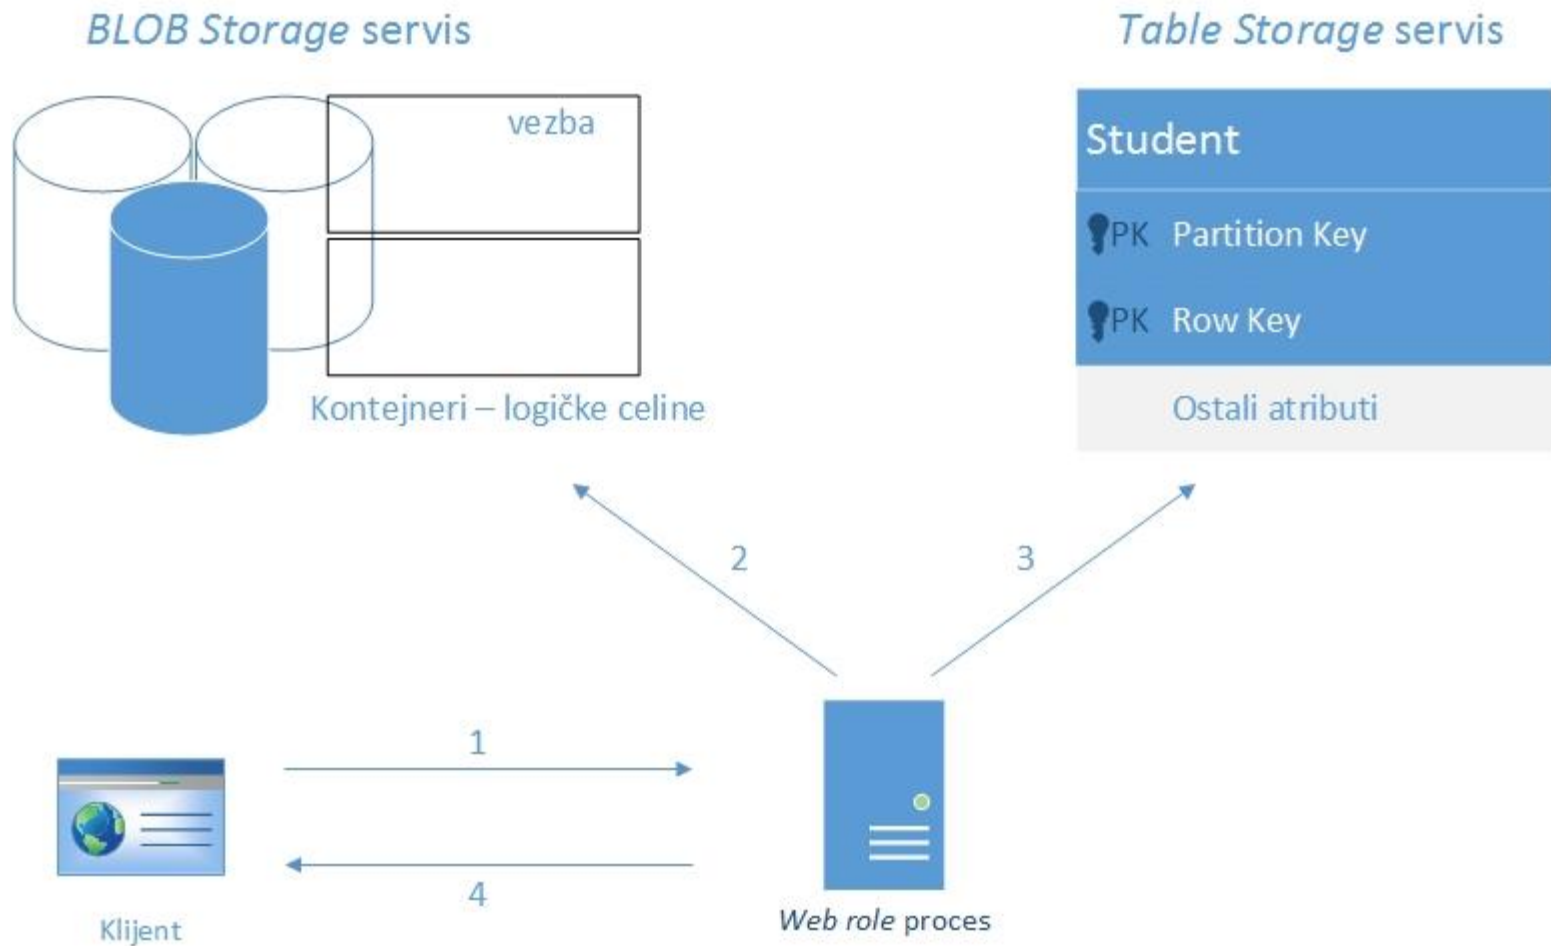 BLOB Storage servis
Table Storage servis
vezba
Kontejneri – logičke celine
Student
PK Partition Key
PK Row Key
Ostali atributi
2
3
1
4
Klijent
Web role proces